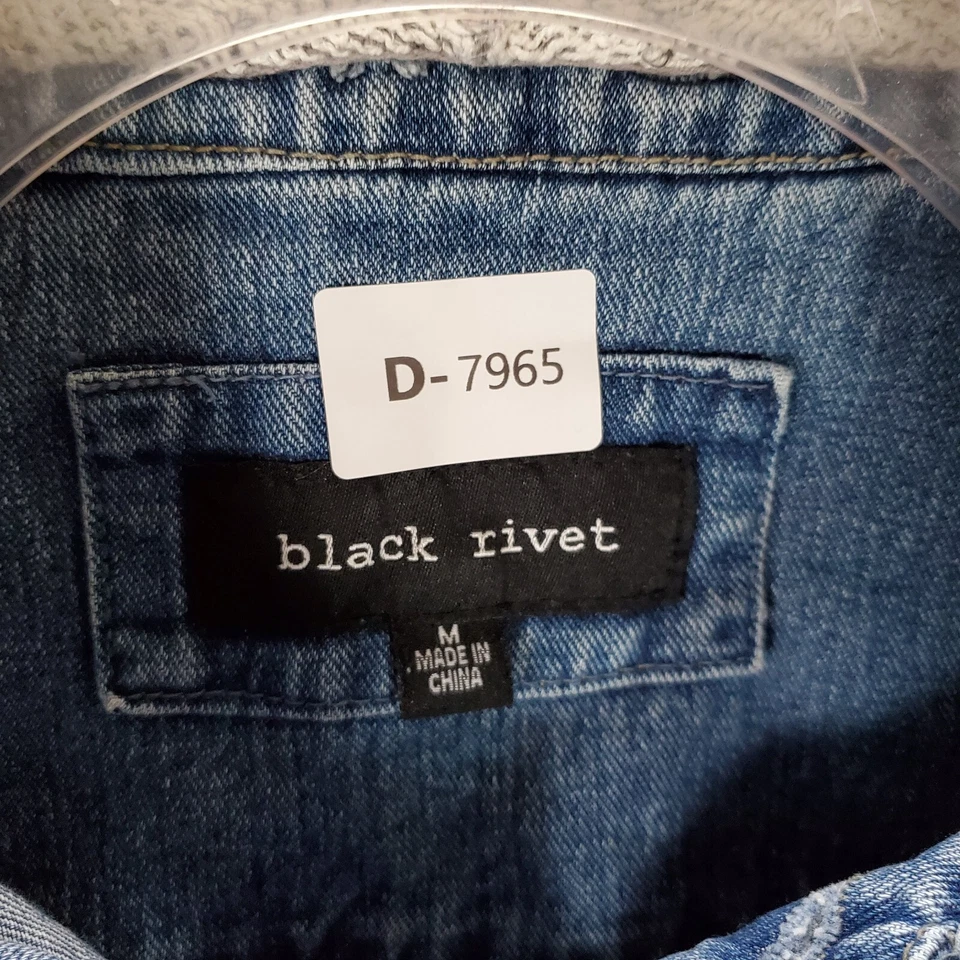 D-7965
black rivet
M
MADE IN
CHINA